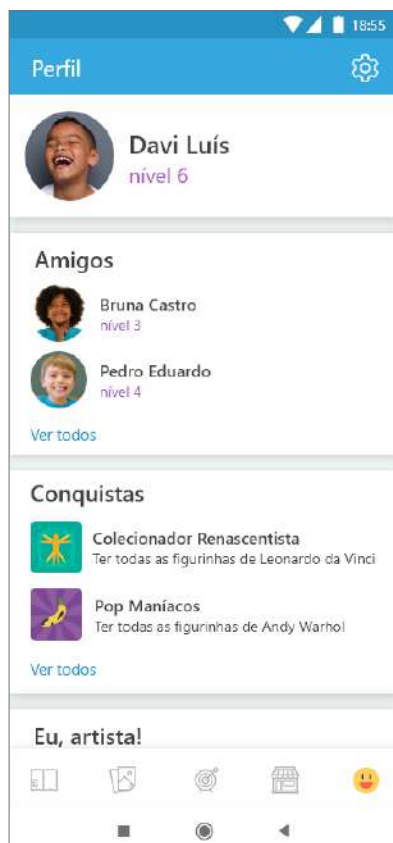 18:55
Perfil
Davi Luís
nível 6
Amigos
Bruna Castro
nível 3
Pedro Eduardo
nível 4
Ver todos
Conquistas
Colecionador Renascentista
Ter todas as figurinhas de Leonardo da Vinci
Pop Maníacos
Ter todas as figurinhas de Andy Warhol
Ver todos
Eu, artista!